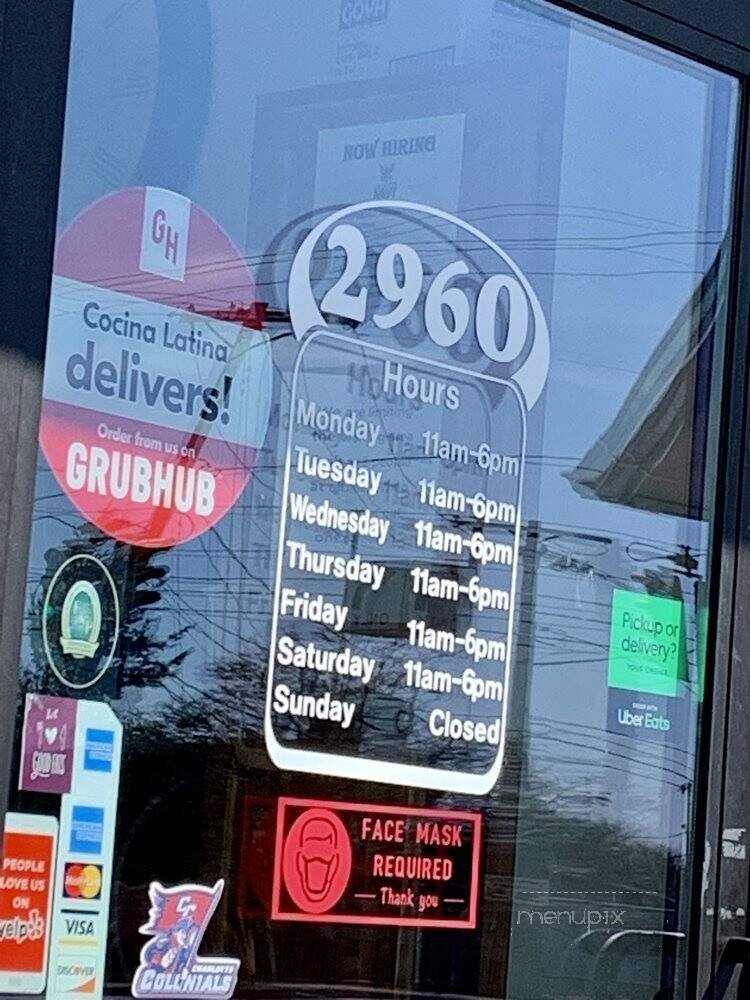 NOW HIRING
GH
Cocina Latina
delivers!
Order from us on
GRUBHUB
2960
Hours
Monday 11am-6pm
Tuesday 11am-6pm
Wednesday 11am-6pm
Thursday 11am-6pm
Friday 11am-6pm
Saturday 11am-6pm
Sunday Closed
Pickup or
delivery?
Uber Eats
FACE MASK
REQUIRED
Thank you
PEOPLE
LOVE US
ON
yelp
VISA
DISCOVER
CHARLOTTE
COLONIALS
menupix